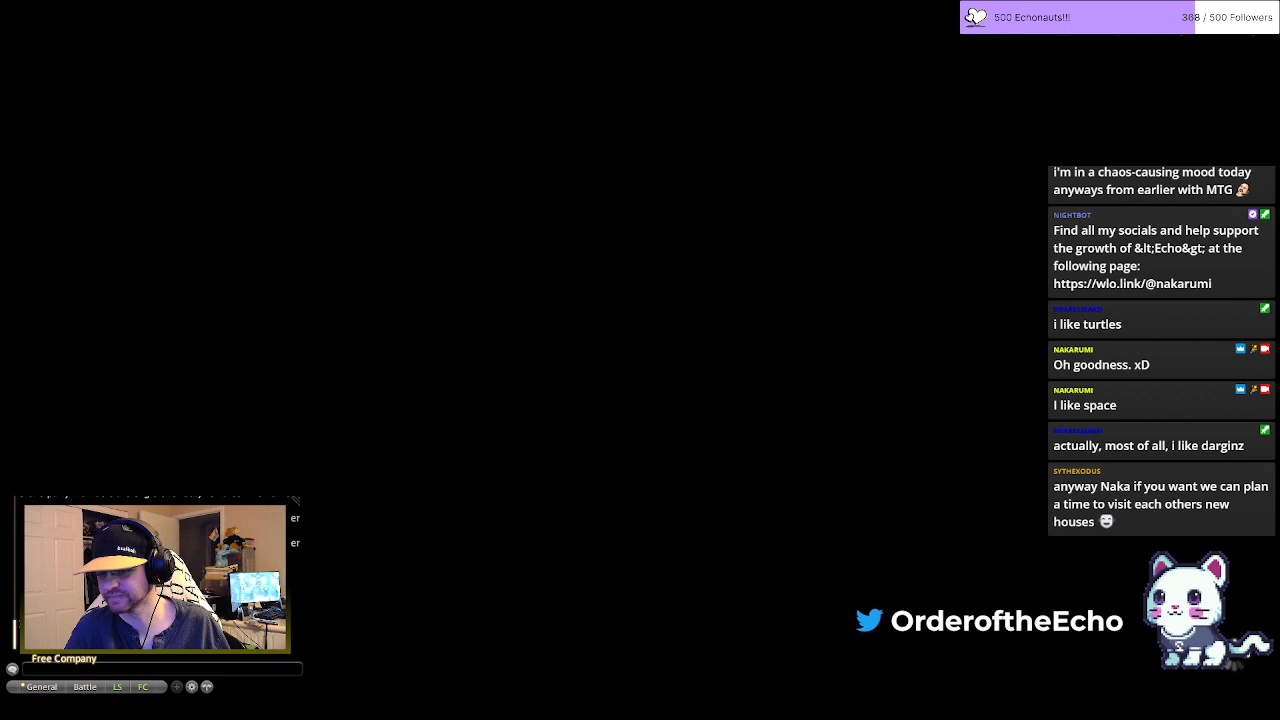 500 Echonauts!!!
368 / 500 Followers
i'm in a chaos-causing mood today
anyways from earlier with MTG
NIGHTBOT
Find all my socials and help support
the growth of &lt;Echo&gt; at the
following page:
https://wlo.link/@nakarumi
i like turtles
NAKARUMI
Oh goodness. xD
NAKARUMI
I like space
actually, most of all, i like darginz
SYTHEXODUS
anyway Naka if you want we can plan
a time to visit each others new
houses
er
er
OrderoftheEcho
Free Company
General Battle LS FC